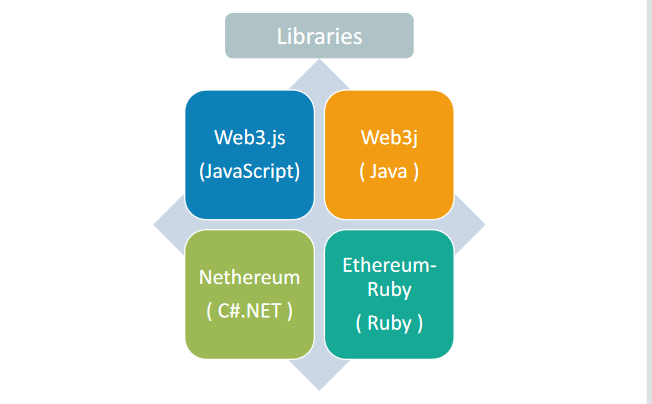 Libraries
Web3.js
(JavaScript)
Web3j
( Java )
Nethereum
( C#.NET )
Ethereum-
Ruby
( Ruby )